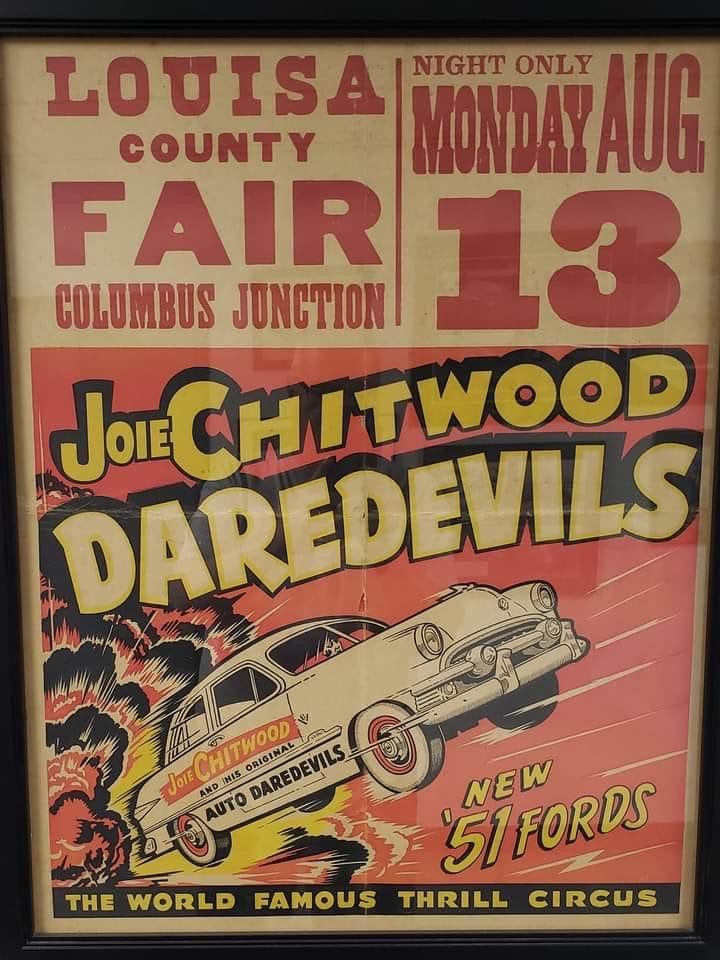 LOUISA
COUNTY
FAIR
COLUMBUS JUNCTION
NIGHT ONLY
MONDAY AUG.
13
JOIE CHITWOOD
DAREDEVILS
JOIE CHITWOOD
AND HIS ORIGINAL
AUTO DAREDEVILS
NEW
'51 FORDS
THE WORLD FAMOUS THRILL CIRCUS